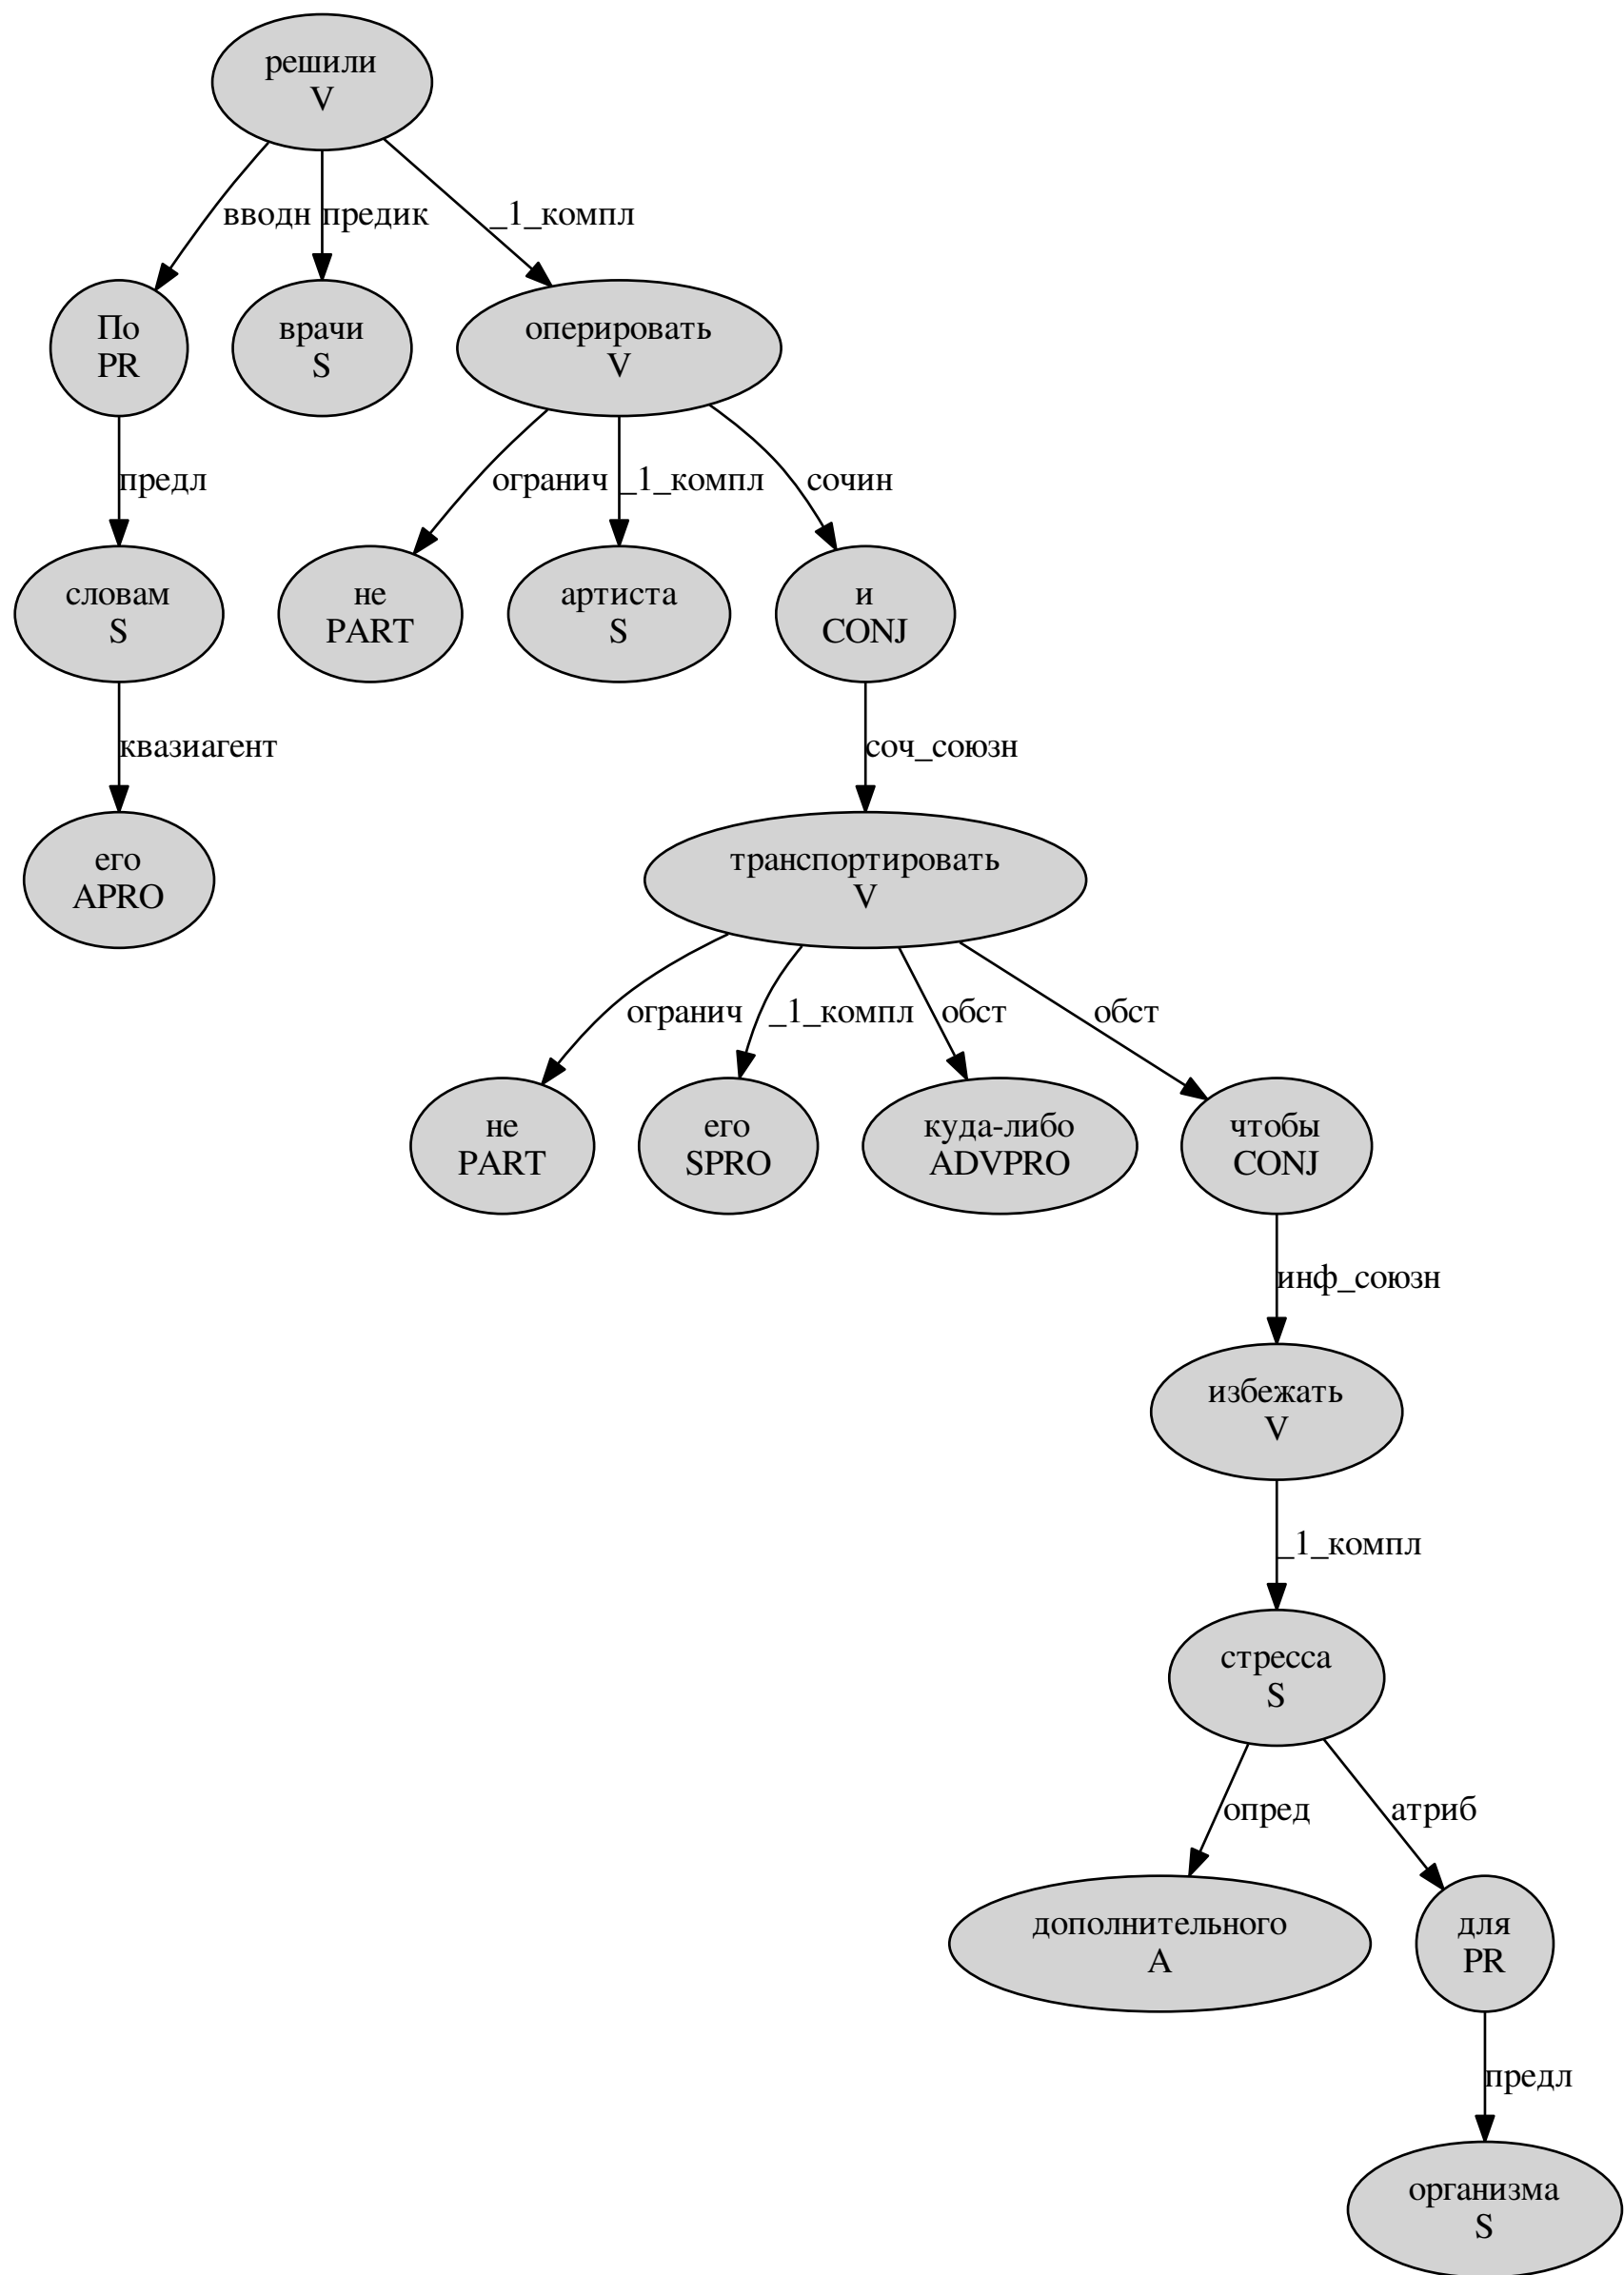 решили
V
вводн предик _1_компл
По
PR
врачи
S
оперировать
V
предл огранич _1_компл сочин
словам
S
не
PART
артиста
S
и
CONJ
квазиагент соч_союзн
его
APRO
транспортировать
V
огранич _1_компл обст обст
не
PART
его
SPRO
куда-либо
ADVPRO
чтобы
CONJ
инф_союзн
избежать
V
_1_компл
стресса
S
опред атриб
дополнительного
A
для
PR
предл
организма
S